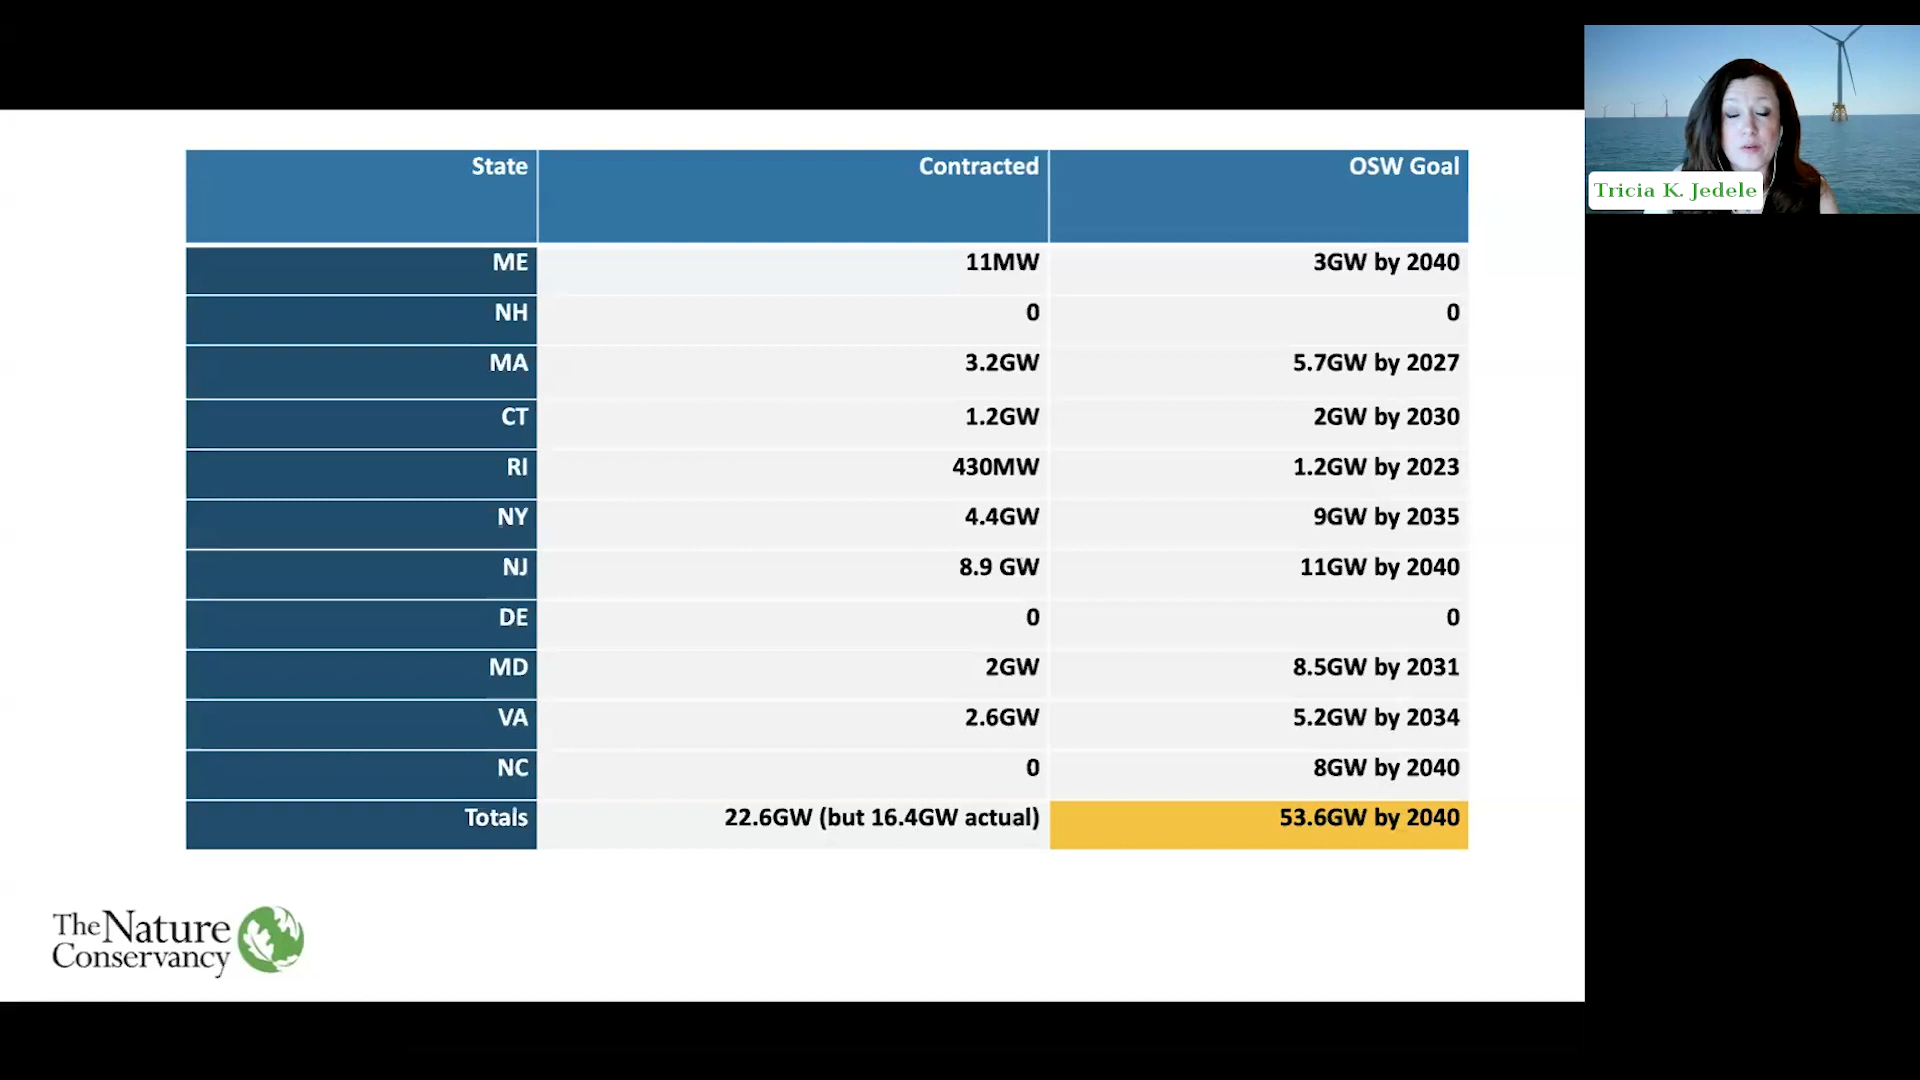 State Contracted OSW Goal
ME 11MW 3GW by 2040
NH 0 0
MA 3.2GW 5.7GW by 2027
CT 1.2GW 2GW by 2030
RI 430MW 1.2GW by 2023
NY 4.4GW 9GW by 2035
NJ 8.9 GW 11GW by 2040
DE 0 0
MD 2GW 8.5GW by 2031
VA 2.6GW 5.2GW by 2034
NC 0 8GW by 2040
Totals 22.6GW (but 16.4GW actual) 53.6GW by 2040
The Nature
Conservancy
Tricia K. Jedele